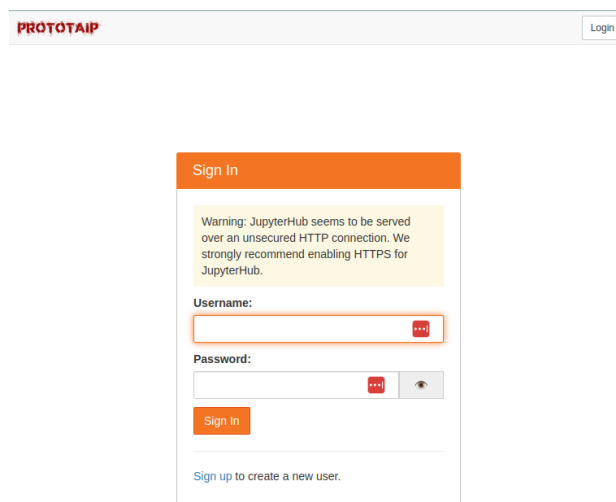 PROTOTAIP
Login
Sign In
Warning: JupyterHub seems to be served
over an unsecured HTTP connection. We
strongly recommend enabling HTTPS for
JupyterHub.
Username:
Password:
Sign In
Sign up to create a new user.